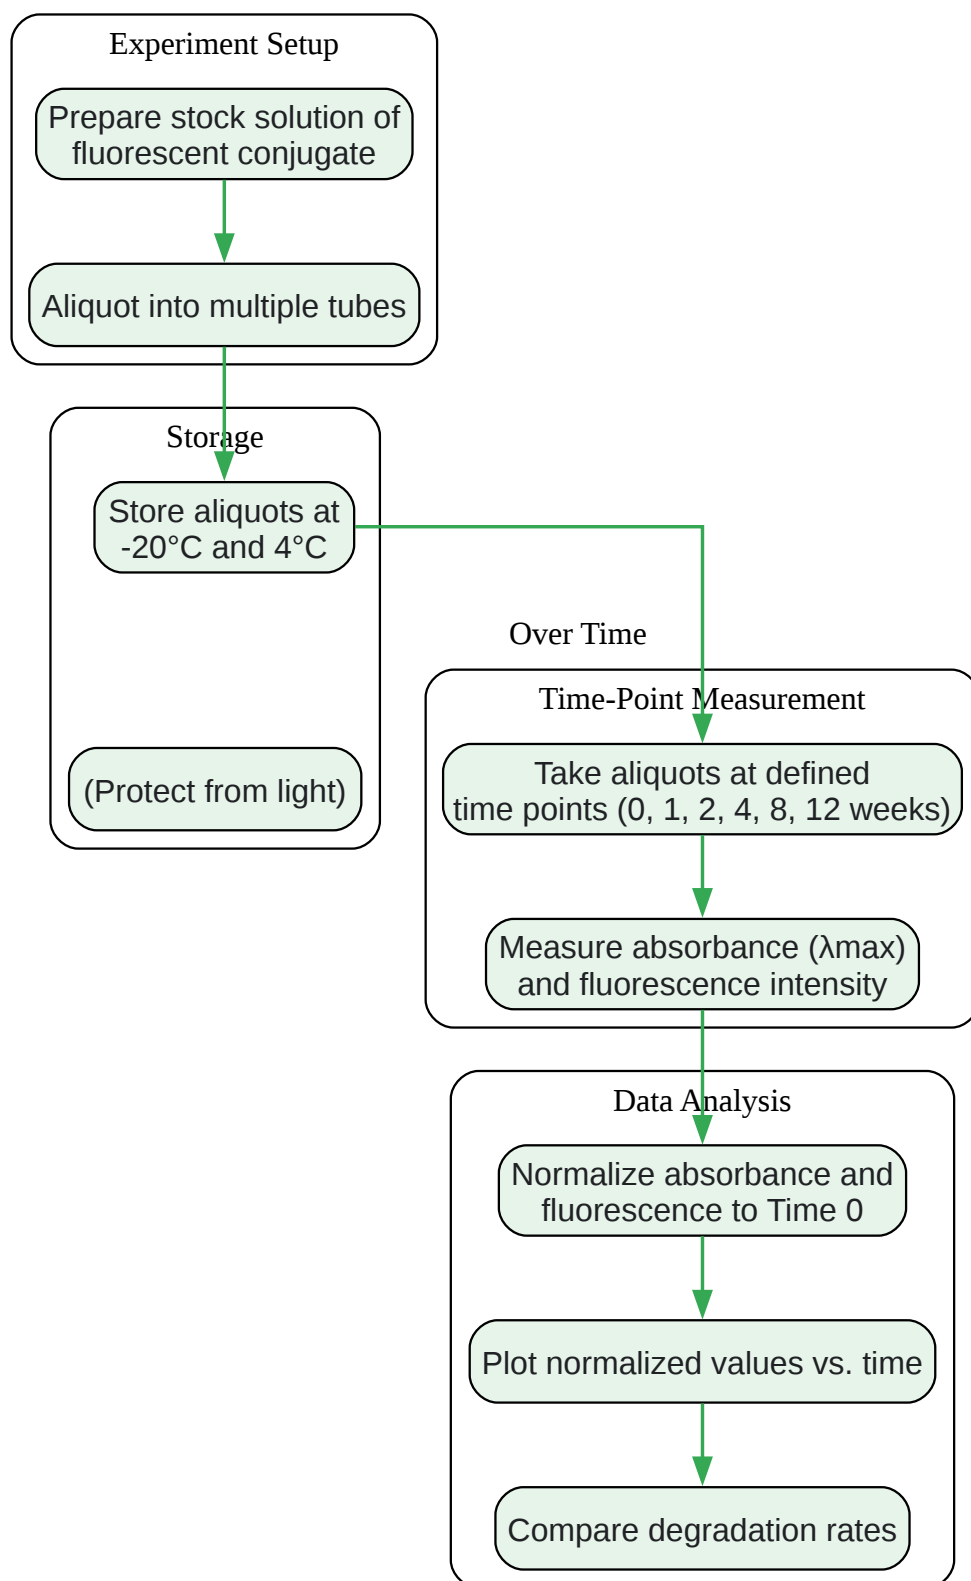 Experiment Setup
Prepare stock solution of
fluorescent conjugate
Aliquot into multiple tubes
Storage
Store aliquots at
-20°C and 4°C
(Protect from light)
Over Time
Time-Point Measurement
Take aliquots at defined
time points (0, 1, 2, 4, 8, 12 weeks)
Measure absorbance (λmax)
and fluorescence intensity
Data Analysis
Normalize absorbance and
fluorescence to Time 0
Plot normalized values vs. time
Compare degradation rates